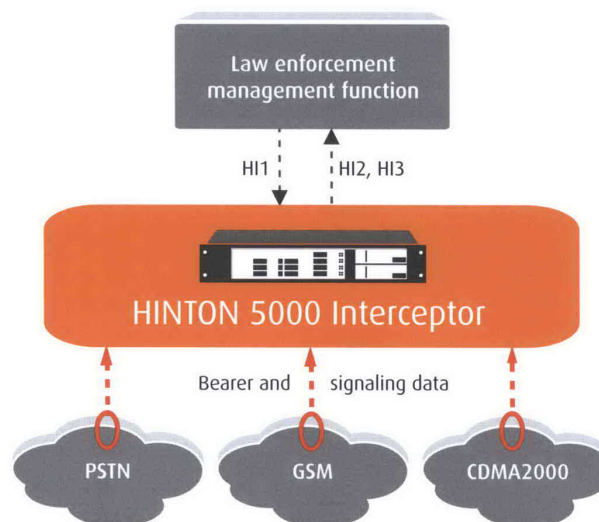 Law enforcement
management function
HI1
HI2, HI3
HINTON 5000 Interceptor
Bearer and signaling data
PSTN
GSM
CDMA2000